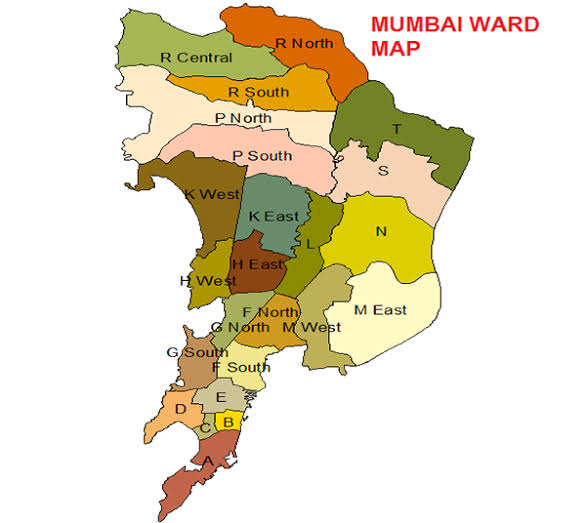 MUMBAI WARD
MAP
R North
R Central
R South
P North
T
P South
S
K West
K East
N
L
H East
H West
M East
F North
G North
M West
G South
F South
E
D
B
C
A